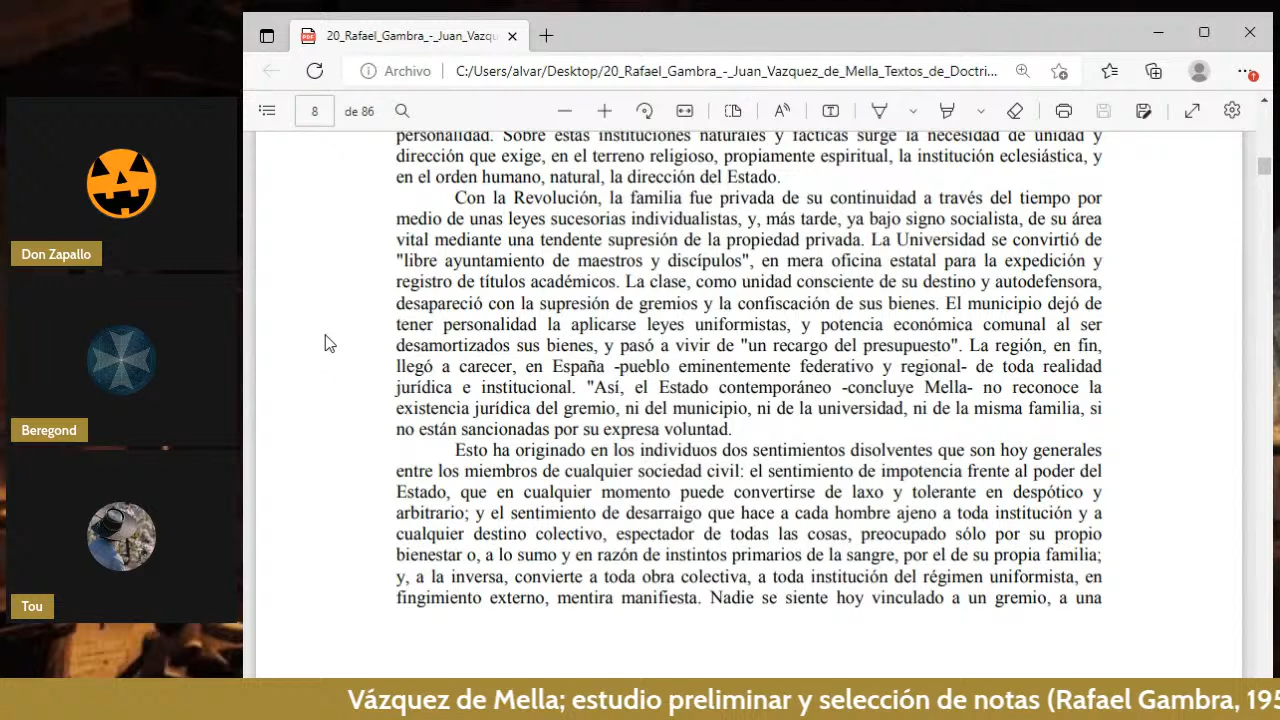 20_Rafael_Gambra_-_Juan_Vazqu
Archivo
C:/Users/alvar/Desktop/20_Rafael_Gambra_-_Juan_Vazquez_de_Mella_Textos_de_Doctri...
8 de 86
personalidad. Sobre estas instituciones naturales y fácticas surge la necesidad de unidad y
dirección que exige, en el terreno religioso, propiamente espiritual, la institución eclesiástica, y
en el orden humano, natural, la dirección del Estado.
Con la Revolución, la familia fue privada de su continuidad a través del tiempo por
medio de unas leyes sucesorias individualistas, y, más tarde, ya bajo signo socialista, de su área
vital mediante una tendente supresión de la propiedad privada. La Universidad se convirtió de
"libre ayuntamiento de maestros y discípulos", en mera oficina estatal para la expedición y
registro de títulos académicos. La clase, como unidad consciente de su destino y autodefensora,
desapareció con la supresión de gremios y la confiscación de sus bienes. El municipio dejó de
tener personalidad la aplicarse leyes uniformistas, y potencia económica comunal al ser
desamortizados sus bienes, y pasó a vivir de "un recargo del presupuesto". La región, en fin,
llegó a carecer, en España -pueblo eminentemente federativo y regional- de toda realidad
jurídica e institucional. "Así, el Estado contemporáneo -concluye Mella- no reconoce la
existencia jurídica del gremio, ni del municipio, ni de la universidad, ni de la misma familia, si
no están sancionadas por su expresa voluntad.
Esto ha originado en los individuos dos sentimientos disolventes que son hoy generales
entre los miembros de cualquier sociedad civil: el sentimiento de impotencia frente al poder del
Estado, que en cualquier momento puede convertirse de laxo y tolerante en despótico y
arbitrario; y el sentimiento de desarraigo que hace a cada hombre ajeno a toda institución y a
cualquier destino colectivo, espectador de todas las cosas, preocupado sólo por su propio
bienestar o, a lo sumo y en razón de instintos primarios de la sangre, por el de su propia familia;
y, a la inversa, convierte a toda obra colectiva, a toda institución del régimen uniformista, en
fingimiento externo, mentira manifiesta. Nadie se siente hoy vinculado a un gremio, a una
Don Zapallo
Beregond
Tou
Vázquez de Mella; estudio preliminar y selección de notas (Rafael Gambra, 195